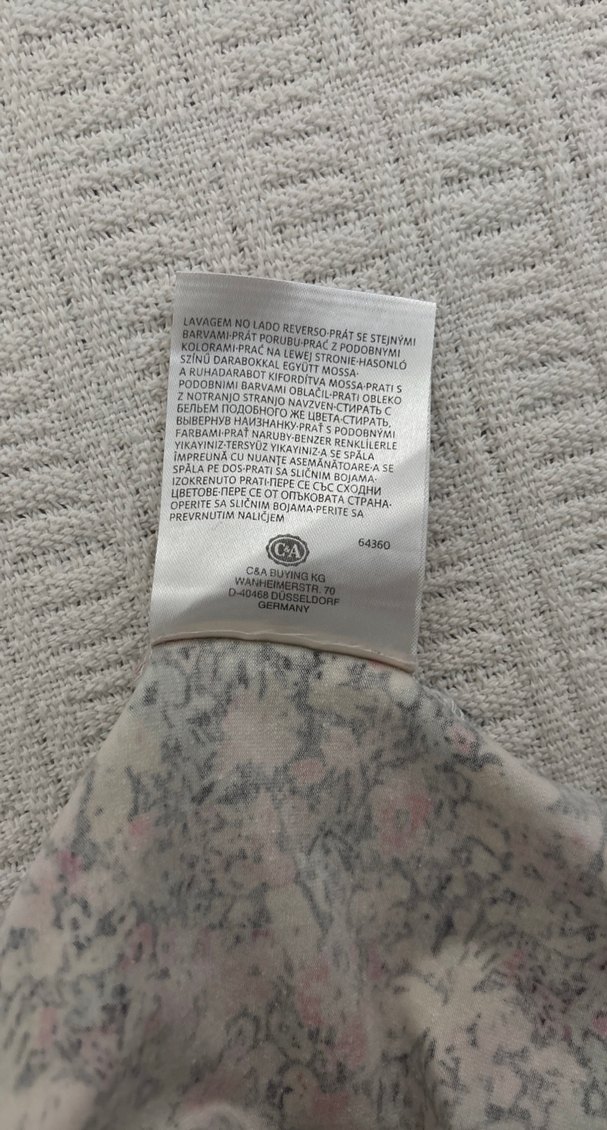 LAVAGEM NO LADO REVERSO·PRÁT SE STEJNÝMI
BARVAMI·PRÁT PORUBU·PRAĆ Z PODOBNYMI
KOLORAMI·PRAĆ NA LEWEJ STRONIE·HASONLÓ
SZÍNŰ DARABOKKAL EGYÜTT MOSSA·
A RUHADARABOT KIFORDÍTVA MOSSA·PRATI S
PODOBNIMI BARVAMI OBLAČIL·PRATI OBLEKO
Z NOTRANJO STRANJO NAVZVEN·СТИРАТЬ С
БЕЛЬЕМ ПОДОБНОГО ЖЕ ЦВЕТА·СТИРАТЬ,
ВЫВЕРНУВ НАИЗНАНКУ·PRAŤ S PODOBNÝMI
FARBAMI·PRAŤ NARUBY·BENZER RENKLİLERLE
YIKAYINIZ·TERSYÜZ YIKAYINIZ·A SE SPĂLA
ÎMPREUNĂ CU NUANŢE ASEMĂNĂTOARE·A SE
SPĂLA PE DOS·PRATI SA SLIČNIM BOJAMA·
IZOKRENUTO PRATI·ПЕРЕ СЕ СЪС СХОДНИ
ЦВЕТОВЕ·ПЕРЕ СЕ ОТ ОПЪКОВАТА СТРАНА·
OPERITE SA SLIČNIM BOJAMA·PERITE SA
PREVRNUTIM NALIČJEM
64360
C&A
C&A BUYING KG
WANHEIMERSTR. 70
D-40468 DÜSSELDORF
GERMANY